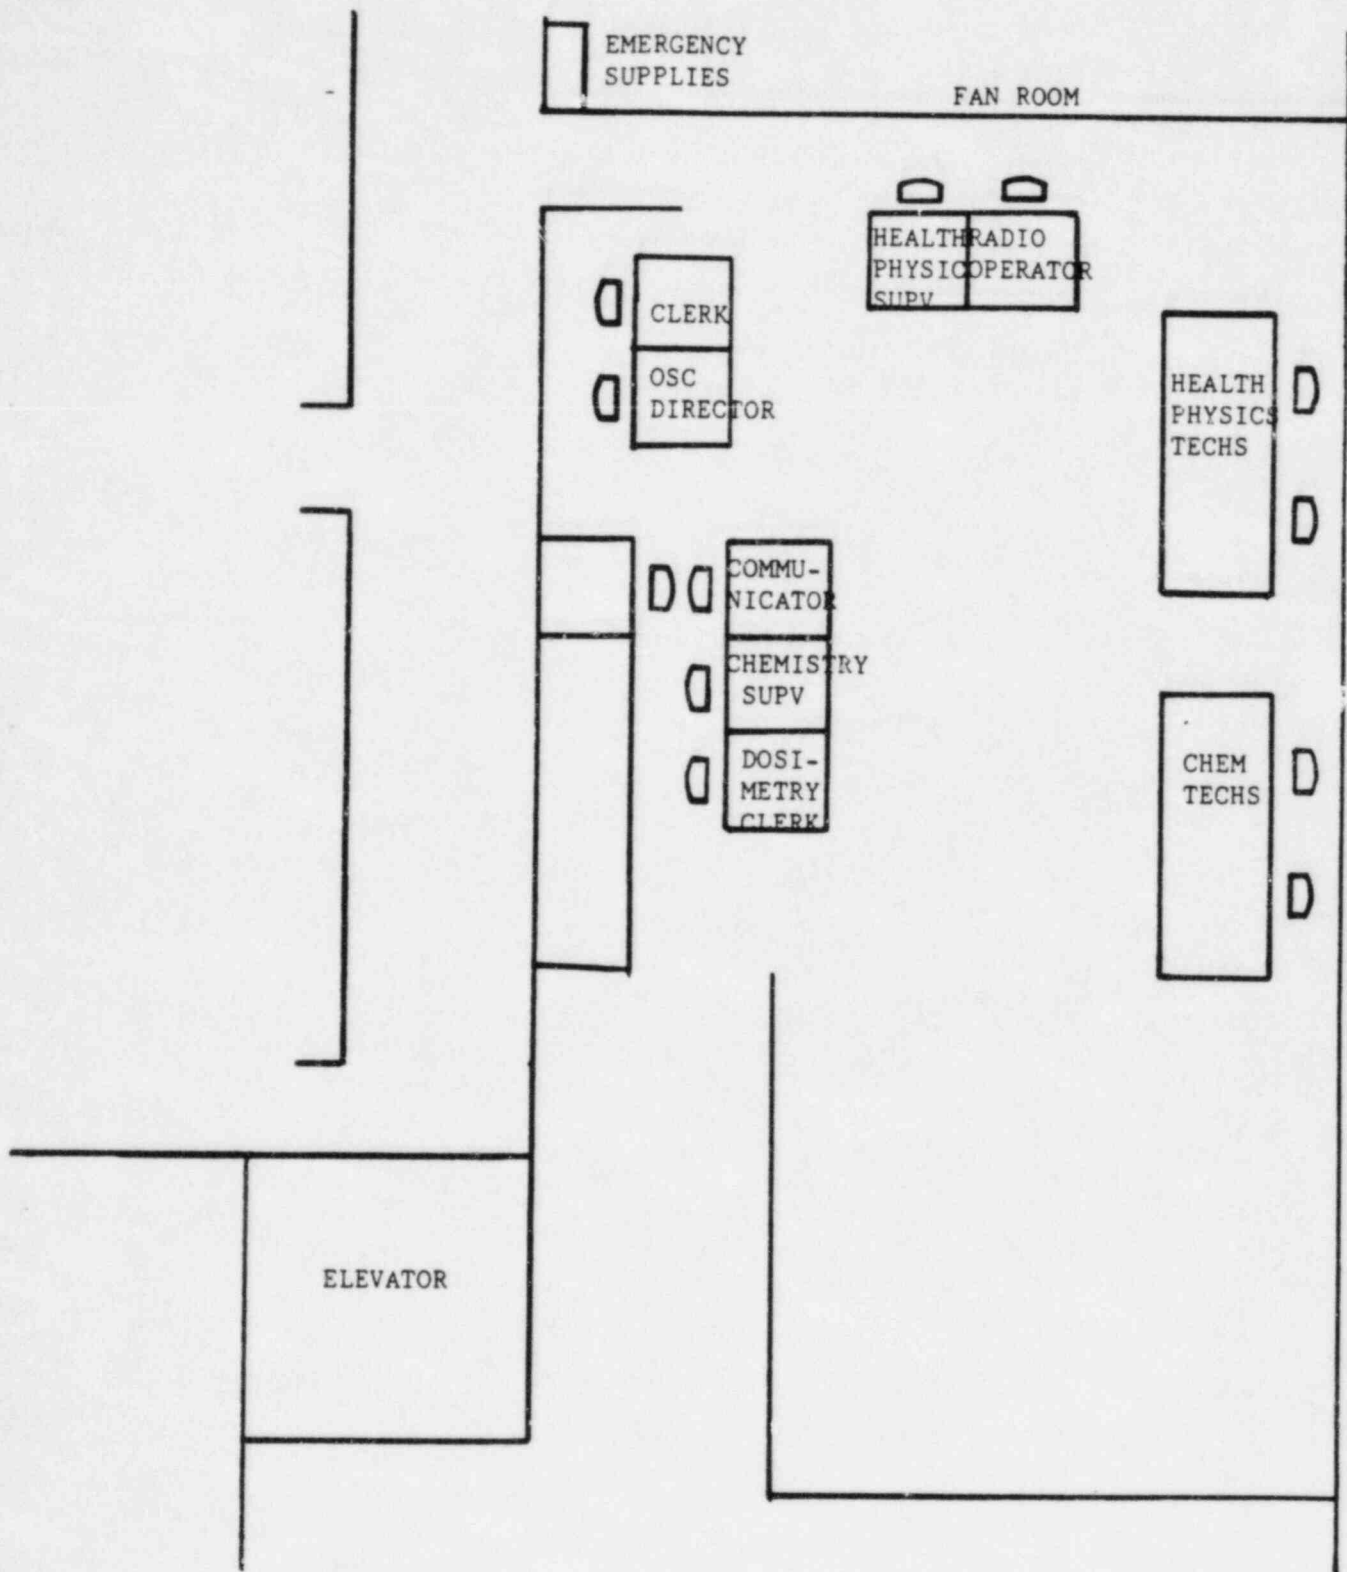 EMERGENCY
SUPPLIES
FAN ROOM
HEALTH
PHYSIC
SUPV
RADIO
OPERATOR
CLERK
OSC
DIRECTOR
HEALTH
PHYSICS
TECHS
COMMU-
NICATOR
CHEMISTRY
SUPV
DOSI-
METRY
CLERK
CHEM
TECHS
ELEVATOR